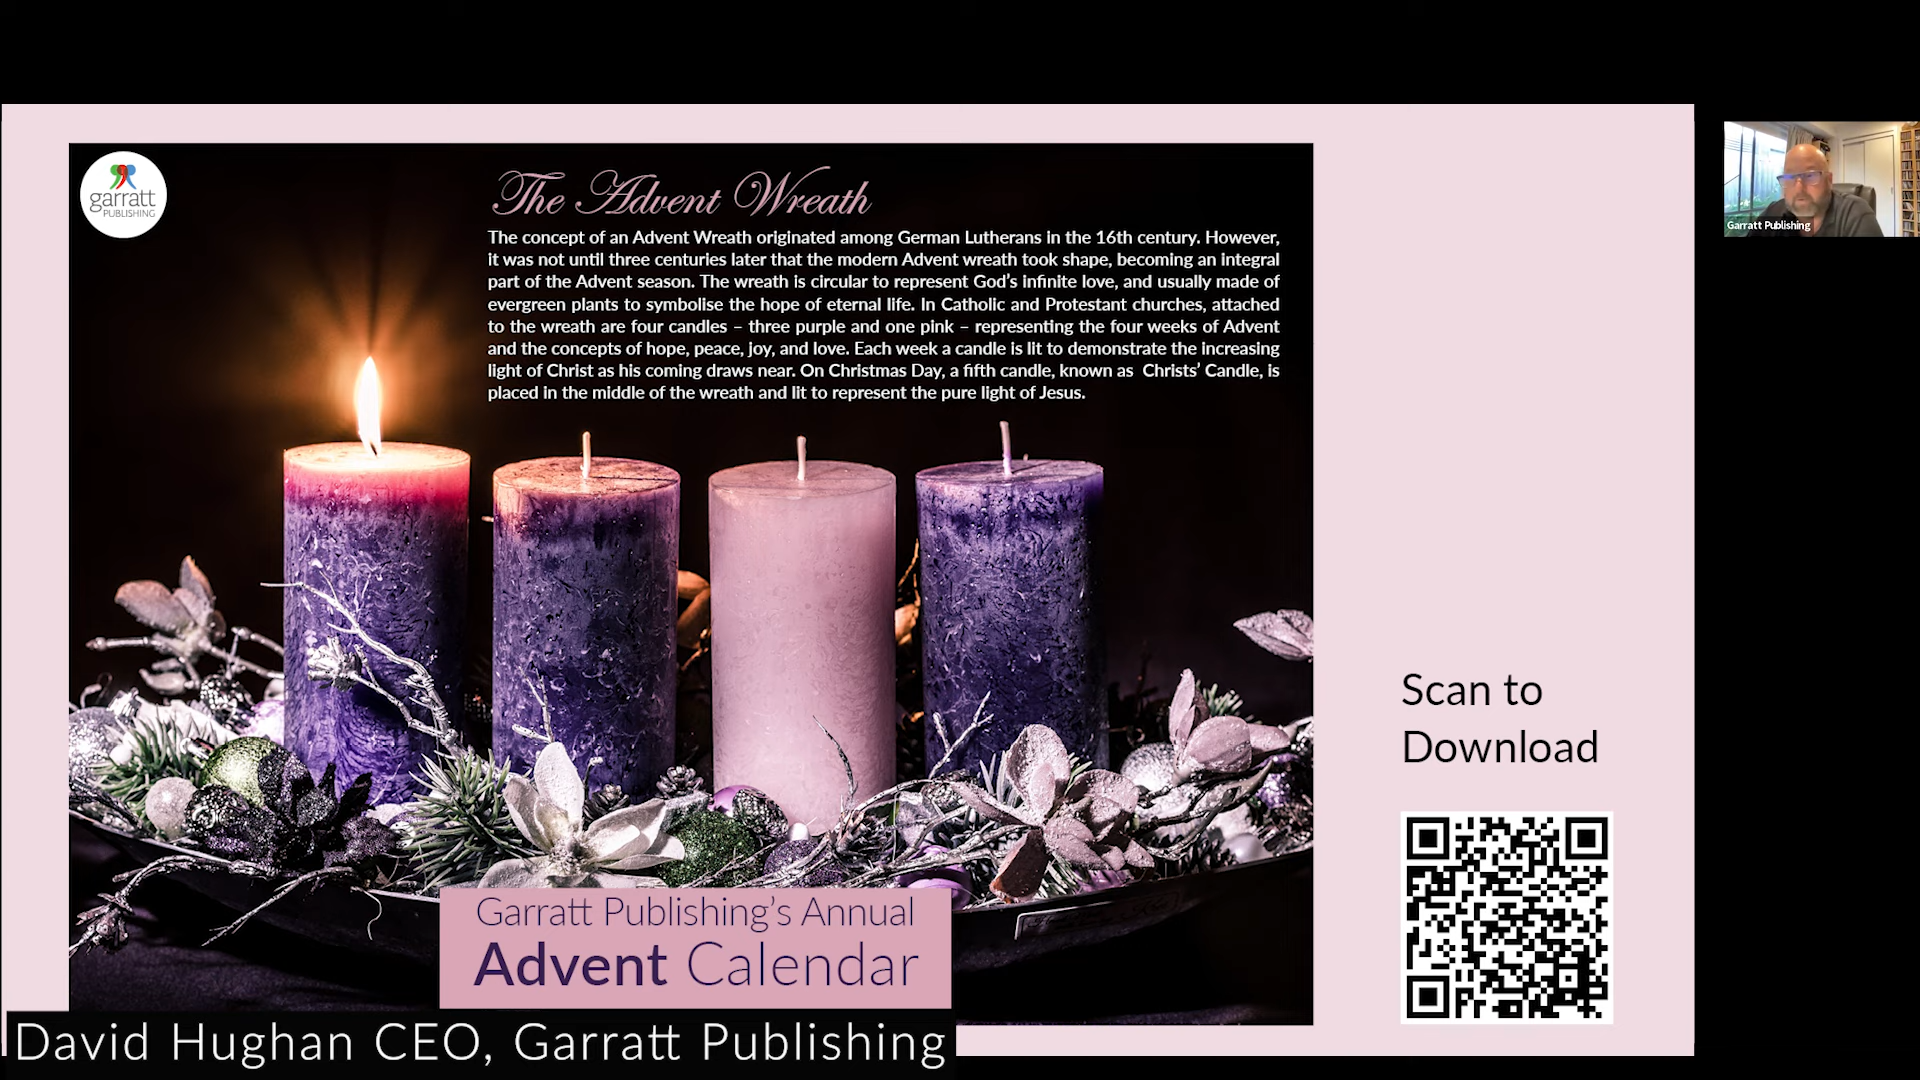 garratt
PUBLISHING
The Advent Wreath
The concept of an Advent Wreath originated among German Lutherans in the 16th century. However,
it was not until three centuries later that the modern Advent wreath took shape, becoming an integral
part of the Advent season. The wreath is circular to represent God's infinite love, and usually made of
evergreen plants to symbolise the hope of eternal life. In Catholic and Protestant churches, attached
to the wreath are four candles – three purple and one pink – representing the four weeks of Advent
and the concepts of hope, peace, joy, and love. Each week a candle is lit to demonstrate the increasing
light of Christ as his coming draws near. On Christmas Day, a fifth candle, known as Christs' Candle, is
placed in the middle of the wreath and lit to represent the pure light of Jesus.
Garratt Publishing
Scan to
Download
Garratt Publishing's Annual
Advent Calendar
David Hughan CEO, Garratt Publishing